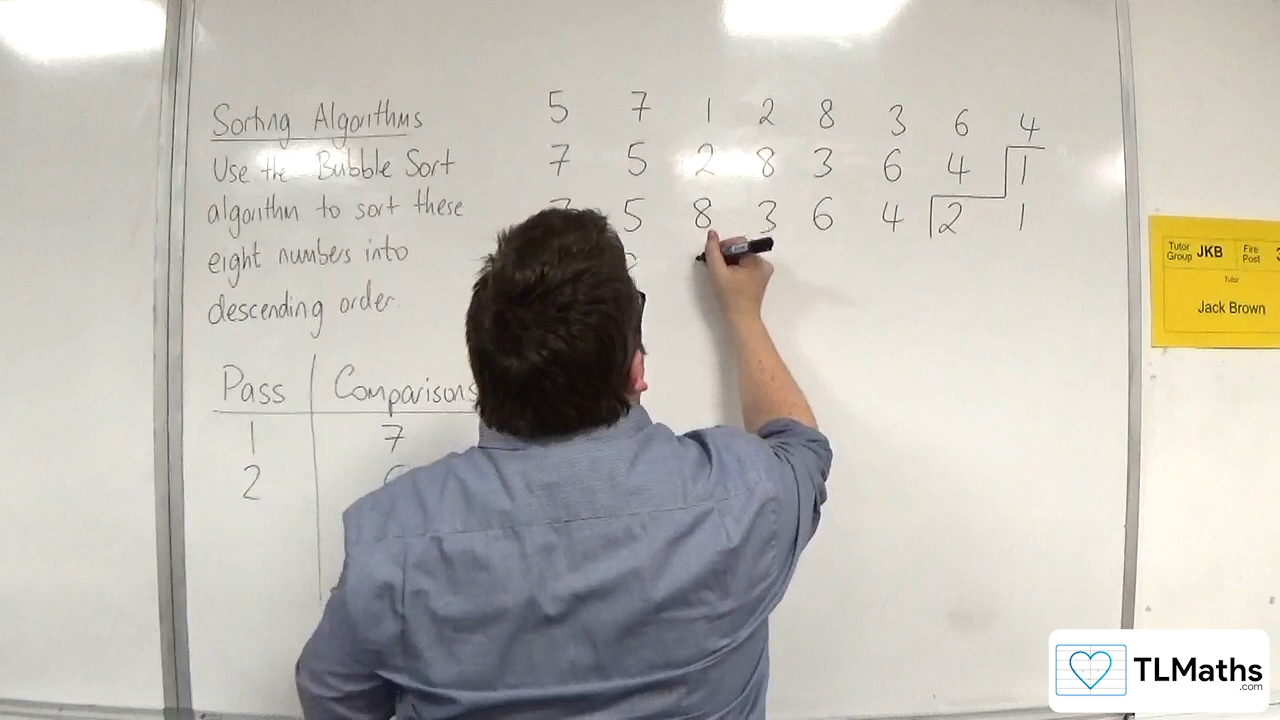 Sorting Algorithms
Use the Bubble Sort
algorithm to sort these
eight numbers into
descending order.
5 7 1 2 8 3 6 4
7 5 2 8 3 6 4 1
5 8 3 6 4 2 1
Pass Comparisons
1 7
2
Tutor Group JKB Fire Post
Tutor
Jack Brown
TLMaths
.com